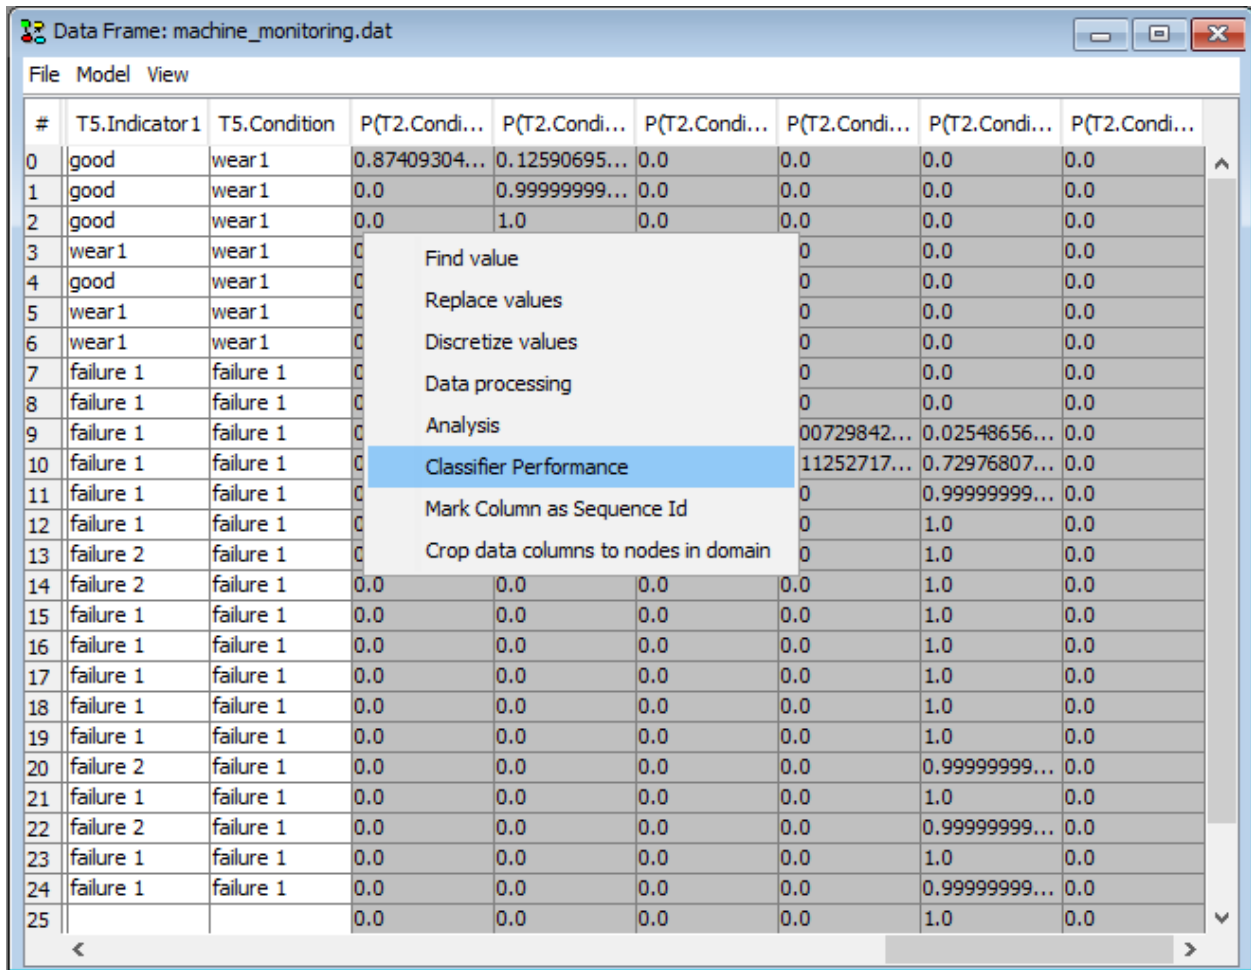 Data Frame: machine_monitoring.dat
File Model View
# T5.Indicator1 T5.Condition P(T2.Condi... P(T2.Condi... P(T2.Condi... P(T2.Condi... P(T2.Condi... P(T2.Condi...
0 good wear1 0.87409304... 0.12590695... 0.0 0.0 0.0 0.0
1 good wear1 0.0 0.99999999... 0.0 0.0 0.0 0.0
2 good wear1 0.0 1.0 0.0 0.0 0.0 0.0
3 wear1 wear1 0.0 0.0
Find value
4 good wear1 0.0 0.0
Replace values
5 wear1 wear1 0.0 0.0
6 wear1 wear1 0.0 0.0
Discretize values
7 failure 1 failure 1 0.0 0.0
Data processing
8 failure 1 failure 1 0.0 0.0
9 failure 1 failure 1 00729842... 0.02548656... 0.0
Analysis
10 failure 1 failure 1 11252717... 0.72976807... 0.0
Classifier Performance
11 failure 1 failure 1 0.99999999... 0.0
Mark Column as Sequence Id
12 failure 1 failure 1 1.0 0.0
13 failure 2 failure 1 1.0 0.0
Crop data columns to nodes in domain
14 failure 2 failure 1 0.0 0.0 0.0 0.0 1.0 0.0
15 failure 1 failure 1 0.0 0.0 0.0 0.0 1.0 0.0
16 failure 1 failure 1 0.0 0.0 0.0 0.0 1.0 0.0
17 failure 1 failure 1 0.0 0.0 0.0 0.0 1.0 0.0
18 failure 1 failure 1 0.0 0.0 0.0 0.0 1.0 0.0
19 failure 1 failure 1 0.0 0.0 0.0 0.0 1.0 0.0
20 failure 2 failure 1 0.0 0.0 0.0 0.0 0.99999999... 0.0
21 failure 1 failure 1 0.0 0.0 0.0 0.0 1.0 0.0
22 failure 2 failure 1 0.0 0.0 0.0 0.0 0.99999999... 0.0
23 failure 1 failure 1 0.0 0.0 0.0 0.0 1.0 0.0
24 failure 1 failure 1 0.0 0.0 0.0 0.0 0.99999999... 0.0
25 0.0 0.0 0.0 0.0 1.0 0.0